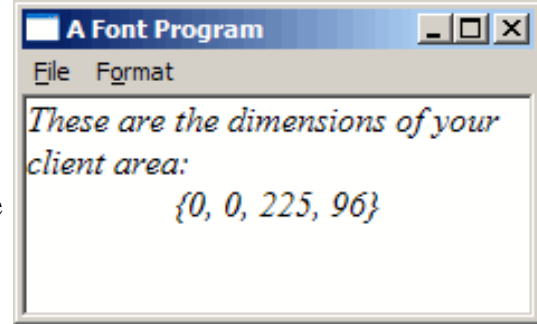 A Font Program
File Format
These are the dimensions of your
client area:
{0, 0, 225, 96}